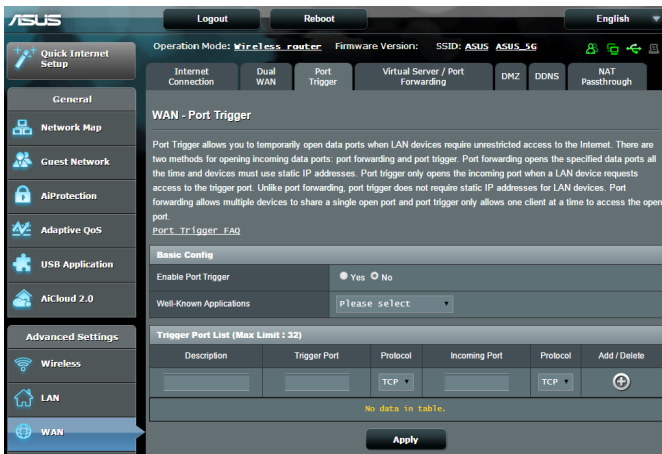 ASUS
Logout
Reboot
English
Quick Internet
Setup
Operation Mode: Wireless router Firmware Version: SSID: ASUS ASUS_5G
Internet
Connection
Dual
WAN
Port
Trigger
Virtual Server / Port
Forwarding
DMZ
DDNS
NAT
Passthrough
General
Network Map
Guest Network
AiProtection
Adaptive QoS
USB Application
AiCloud 2.0
Advanced Settings
Wireless
LAN
WAN
WAN - Port Trigger
Port Trigger allows you to temporarily open data ports when LAN devices require unrestricted access to the Internet. There are
two methods for opening incoming data ports: port forwarding and port trigger. Port forwarding opens the specified data ports all
the time and devices must use static IP addresses. Port trigger only opens the incoming port when a LAN device requests
access to the trigger port. Unlike port forwarding, port trigger does not require static IP addresses for LAN devices. Port
forwarding allows multiple devices to share a single open port and port trigger only allows one client at a time to access the open
port.
Port Trigger FAQ
Basic Config
Enable Port Trigger Yes No
Well-Known Applications Please select
Trigger Port List (Max Limit : 32)
Description Trigger Port Protocol Incoming Port Protocol Add / Delete
TCP TCP
No data in table.
Apply